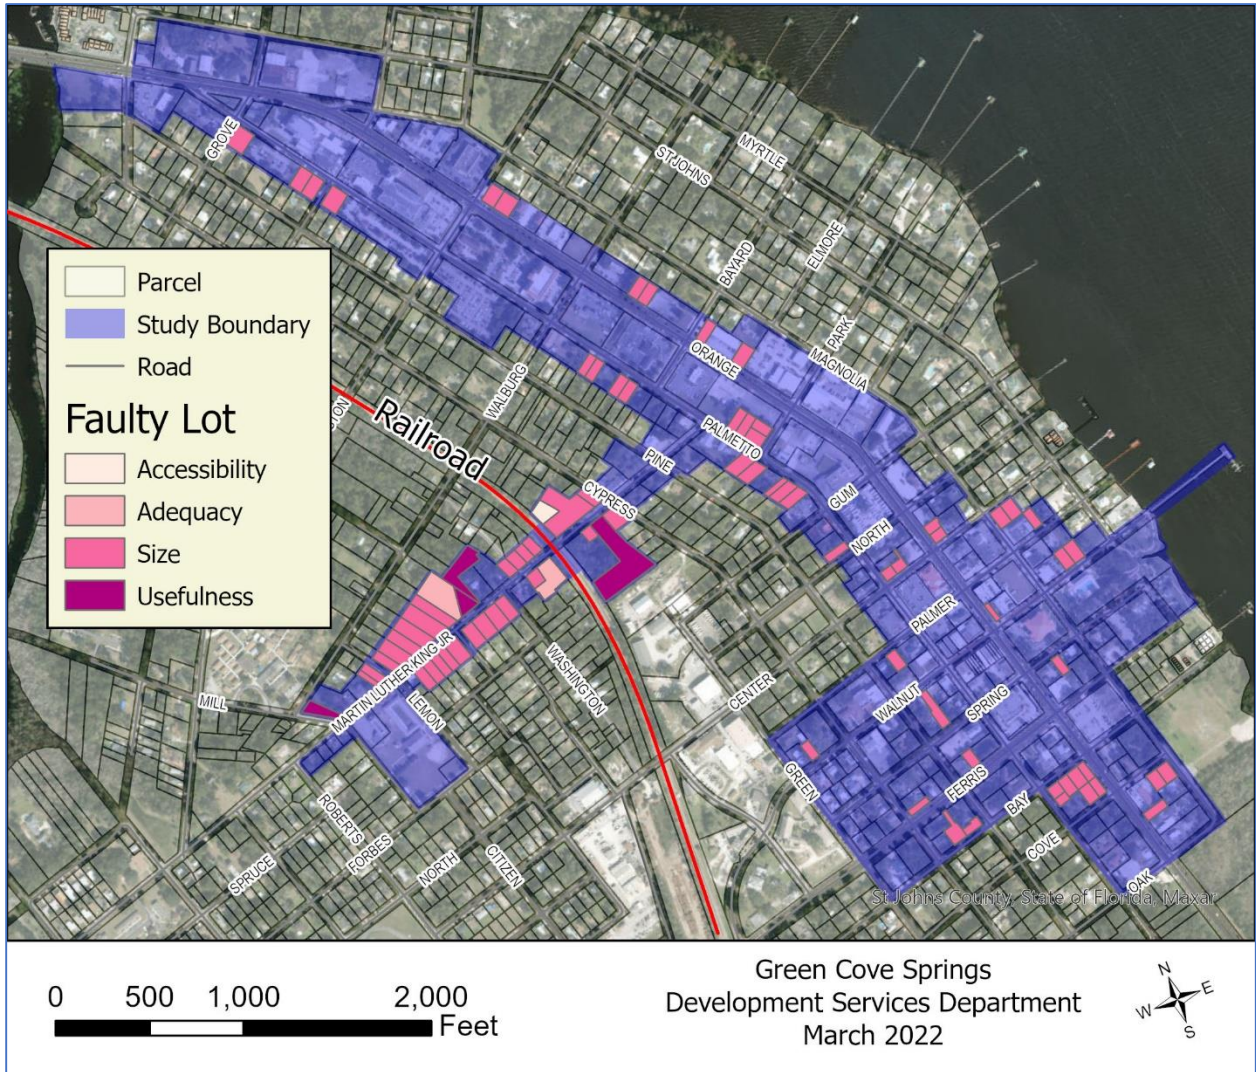 MYRTLE
ST JOHNS
GROVE
ELMORE
BAYARD
PARK
MAGNOLIA
ORANGE
Parcel
Study Boundary
Road
Faulty Lot
Accessibility
Adequacy
Size
Usefulness
WALBURG
Railroad
PALMETTO
PINE
CYPRESS
GUM
NORTH
PALMER
WALNUT
SPRING
MARTIN LUTHER KING JR
WASHINGTON
CENTER
MILL
LEMON
GREEN
FERRIS
BAY
COVE
OAK
ROBERTS
FORBES
SPRUCE
NORTH
CITIZEN
St Johns County, State of Florida, Maxar
0 500 1,000 2,000
Feet
Green Cove Springs
Development Services Department
March 2022
N
E
W
S